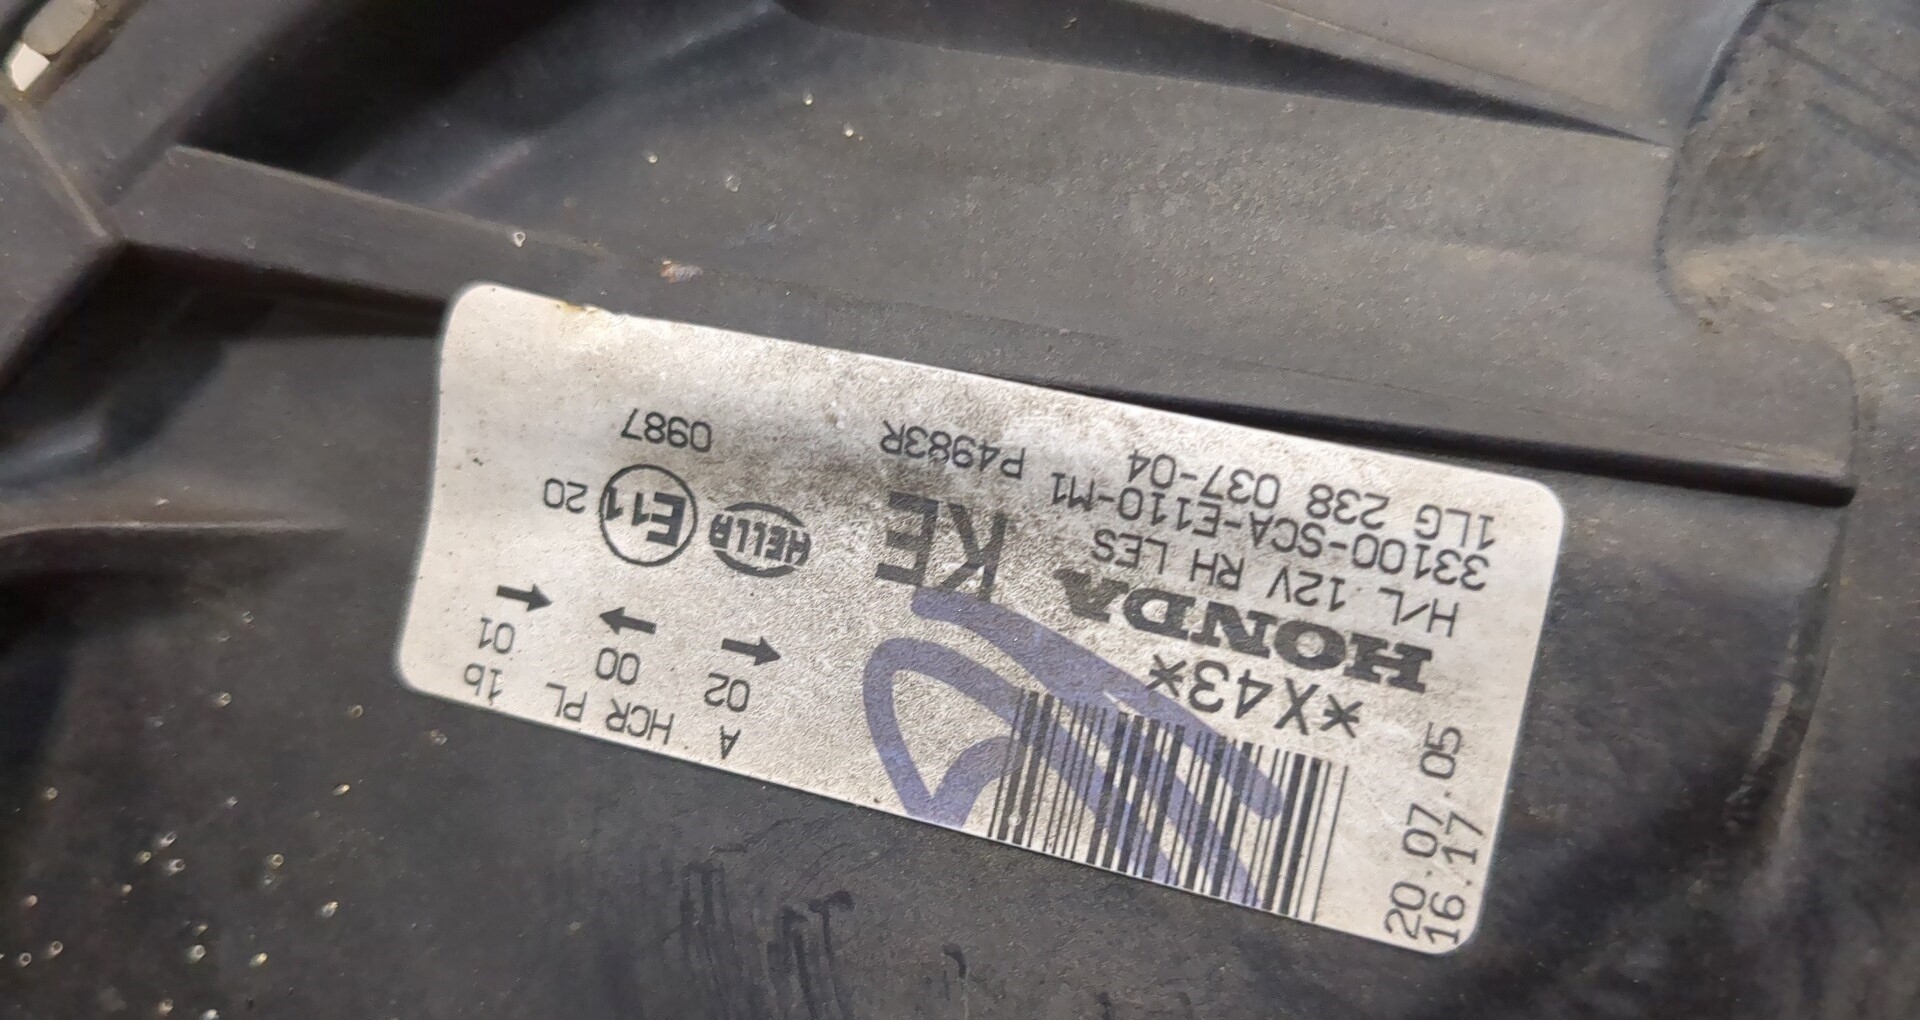 1LG 238 037-04
33100-SCA-E110-M1 P4983R
H/L 12V RH LES
HONDA KE
*X43*
20.07.05
16.17
0987
HELLA E11 20
02 00 01
A HCR PL 1b